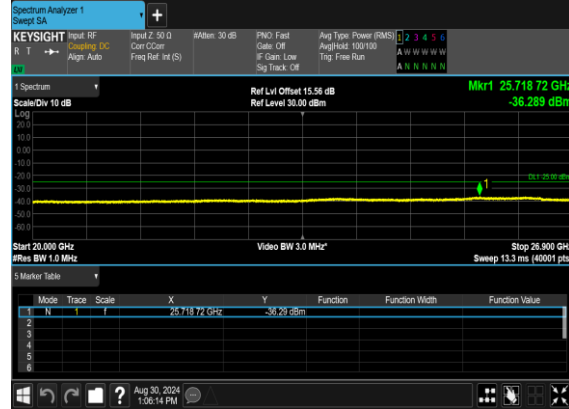 Spectrum Analyzer 1
Swept SA
+
KEYSIGHT Input: RF Input Z: 50 Ω #Atten: 30 dB PNO: Fast Avg Type: Power (RMS) 1 2 3 4 5 6
R T Coupling: DC Corr CCorr Gate: Off Avg|Hold: 100/100 A W W W W W
Align: Auto Freq Ref: Int (S) IF Gain: Low Trig: Free Run
Sig Track: Off A N N N N N
1 Spectrum Ref Lvl Offset 15.56 dB Mkr1 25.718 72 GHz
Scale/Div 10 dB Ref Level 30.00 dBm -36.289 dBm
Log
20.0
10.0
0.00
-10.0
-20.0
DL1 -25.00 dBm
1
-30.0
-40.0
-50.0
-60.0
Start 20.000 GHz Video BW 3.0 MHz* Stop 26.900 GHz
#Res BW 1.0 MHz Sweep 13.3 ms (40001 pts)
5 Marker Table
Mode Trace Scale X Y Function Function Width Function Value
1 N 1 f 25.718 72 GHz -36.29 dBm
2
3
4
5
6
? Aug 30, 2024
1:06:14 PM